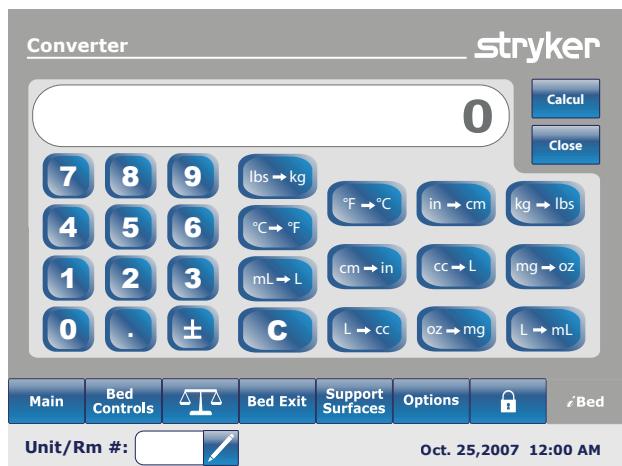 Converter
stryker
0
Calcul
Close
7 8 9 lbs→kg
°F→°C in→cm kg→lbs
4 5 6 °C→°F
cm→in cc→L mg→oz
1 2 3 mL→L
0 . ± C L→cc oz→mg L→mL
Main Bed Controls Bed Exit Support Surfaces Options iBed
Unit/Rm #: Oct. 25,2007 12:00 AM